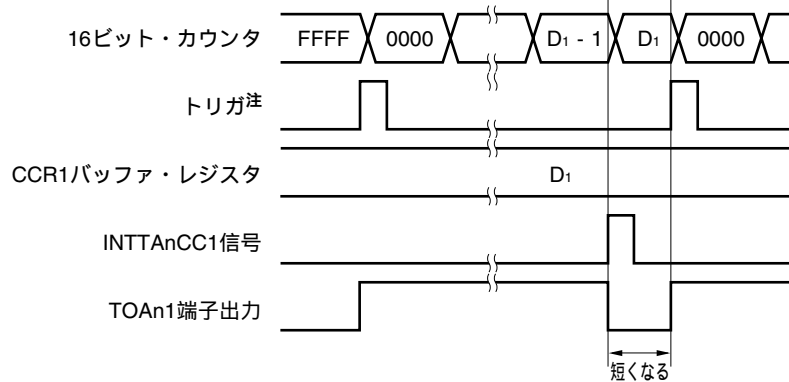 16ビット・カウンタ FFFF 0000 D1 - 1 D1 0000
トリガ注
CCR1バッファ・レジスタ D1
INTTAnCC1信号
TOAn1端子出力
短くなる